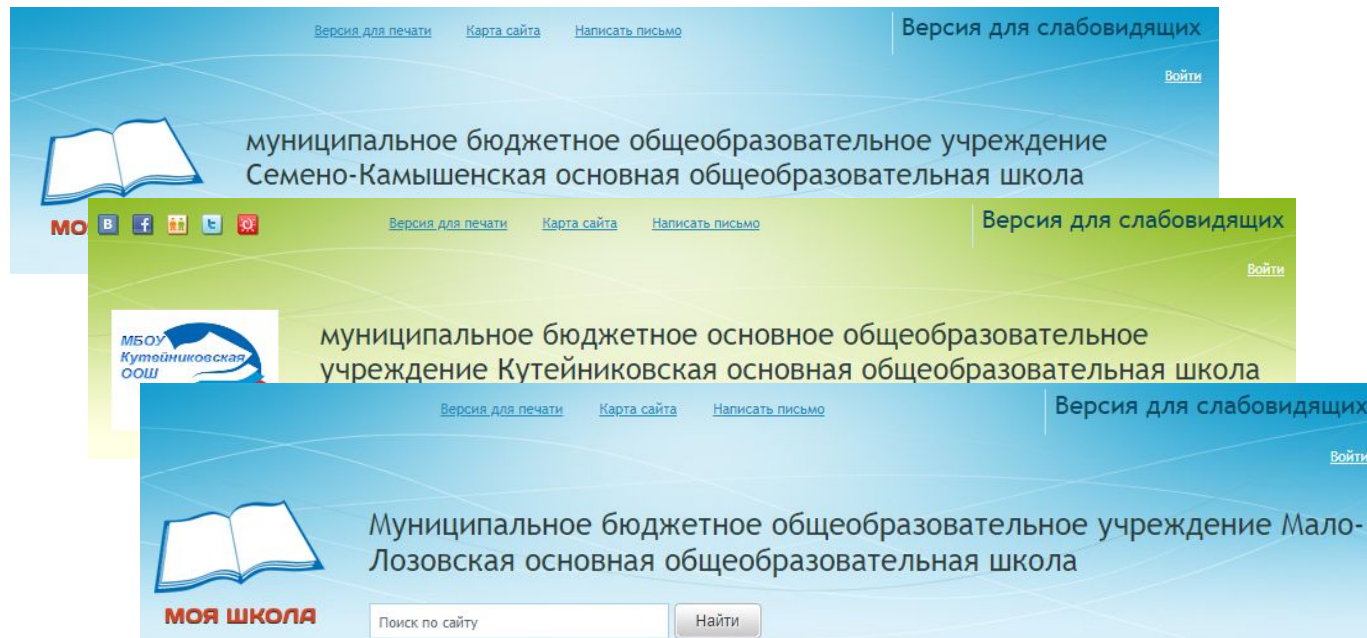 Версия для печати Карта сайта Написать письмо Версия для слабовидящих
Войти
муниципальное бюджетное общеобразовательное учреждение
Семено-Камышенская основная общеобразовательная школа
МО
Версия для печати Карта сайта Написать письмо Версия для слабовидящих
Войти
МБОУ
Кутейниковская
ООШ
муниципальное бюджетное основное общеобразовательное
учреждение Кутейниковская основная общеобразовательная школа
Версия для печати Карта сайта Написать письмо Версия для слабовидящих
Войти
Муниципальное бюджетное общеобразовательное учреждение Мало-
Лозовская основная общеобразовательная школа
МОЯ ШКОЛА
Поиск по сайту Найти